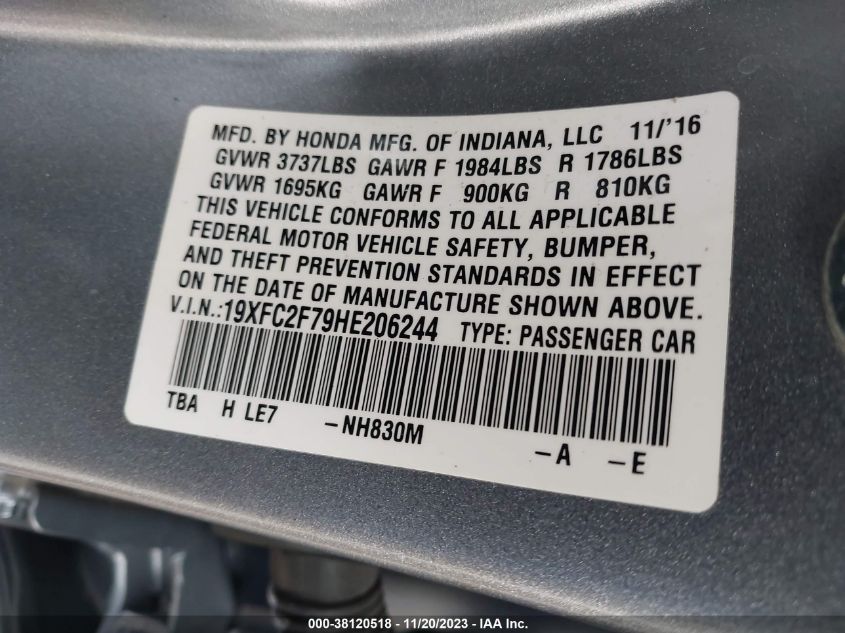 MFD. BY HONDA MFG. OF INDIANA, LLC 11/'16
GVWR 3737LBS GAWR F 1984LBS R 1786LBS
GVWR 1695KG GAWR F 900KG R 810KG
THIS VEHICLE CONFORMS TO ALL APPLICABLE
FEDERAL MOTOR VEHICLE SAFETY, BUMPER,
AND THEFT PREVENTION STANDARDS IN EFFECT
ON THE DATE OF MANUFACTURE SHOWN ABOVE.
V.I.N.:19XFC2F79HE206244 TYPE: PASSENGER CAR
TBA H LE7 -NH830M -A -E
000-38120518 — 11/20/2023 — IAA Inc.